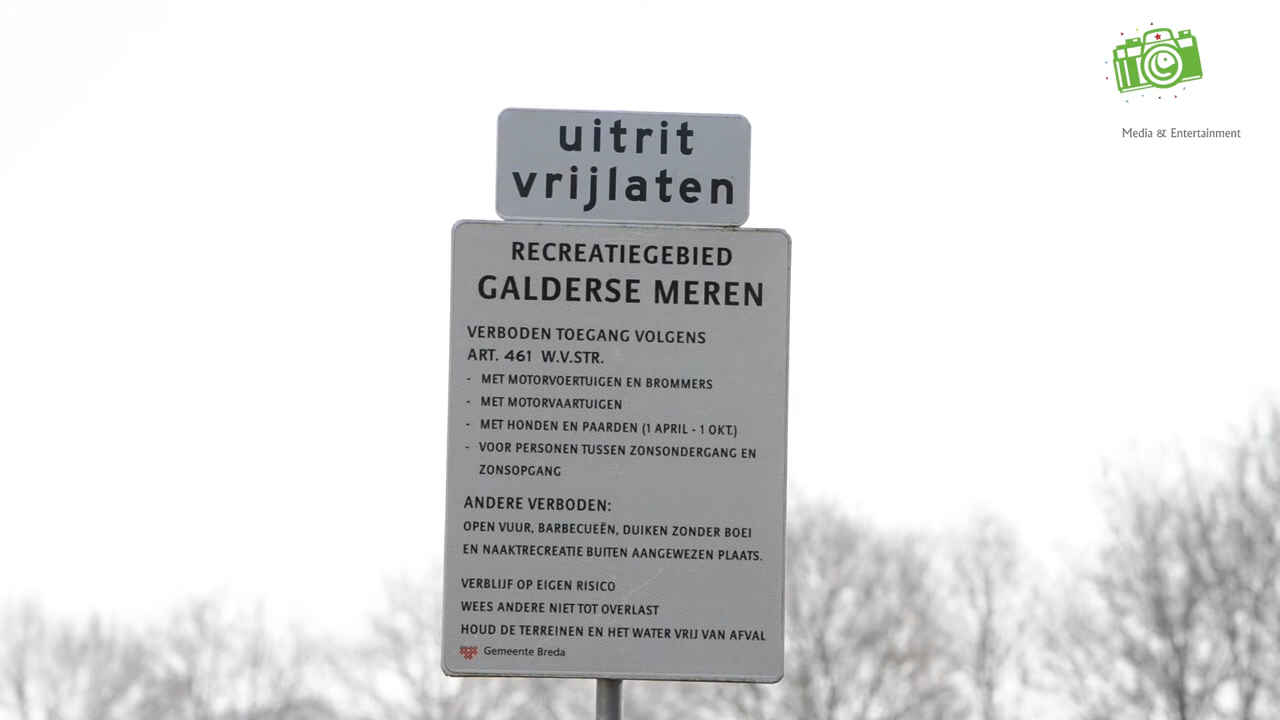 Media & Entertainment
uitrit
vrijlaten
RECREATIEGEBIED
GALDERSE MEREN
VERBODEN TOEGANG VOLGENS
ART. 461 W.V.STR.
- MET MOTORVOERTUIGEN EN BROMMERS
- MET MOTORVAARTUIGEN
- MET HONDEN EN PAARDEN (1 APRIL - 1 OKT.)
- VOOR PERSONEN TUSSEN ZONSONDERGANG EN
ZONSOPGANG
ANDERE VERBODEN:
OPEN VUUR, BARBECUEËN, DUIKEN ZONDER BOEI
EN NAAKTRECREATIE BUITEN AANGEWEZEN PLAATS.
VERBLIJF OP EIGEN RISICO
WEES ANDERE NIET TOT OVERLAST
HOUD DE TERREINEN EN HET WATER VRIJ VAN AFVAL
Gemeente Breda